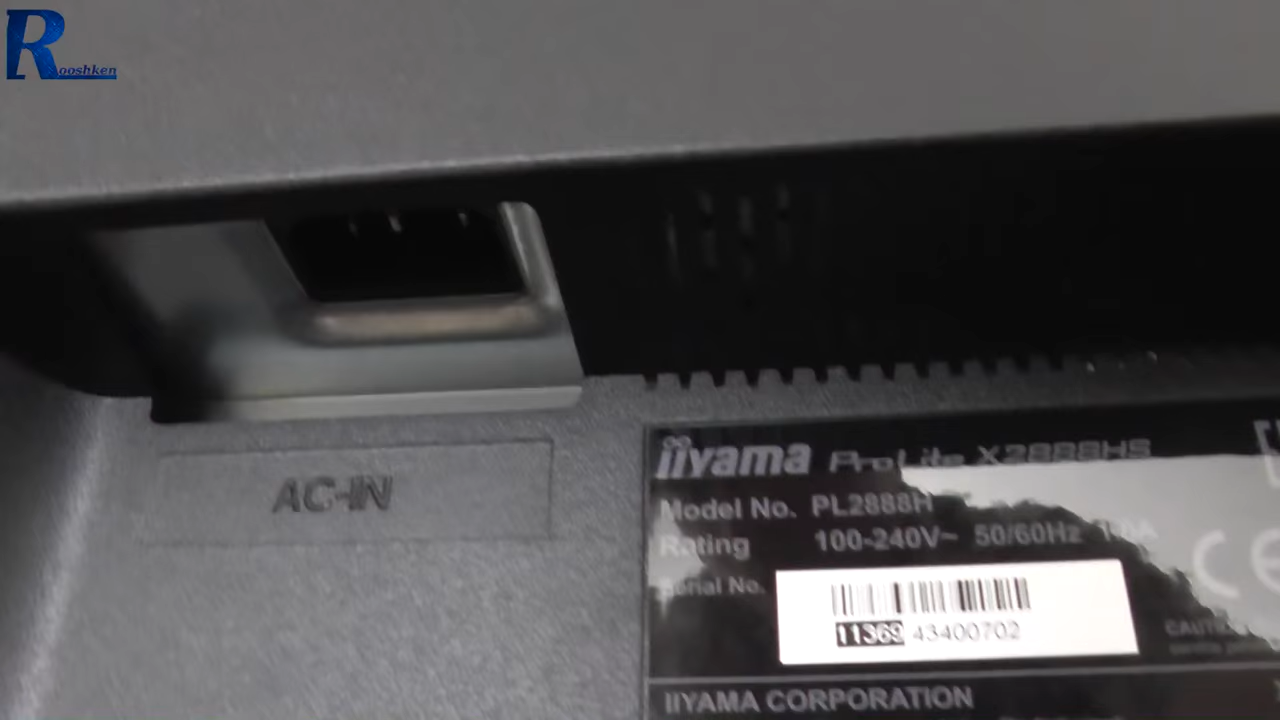 Rooshken
AC-IN
iiyama ProLite X2888HS
Model No. PL2888H
Rating 100-240V~ 50/60Hz
Serial No.
11369 43400702
IIYAMA CORPORATION